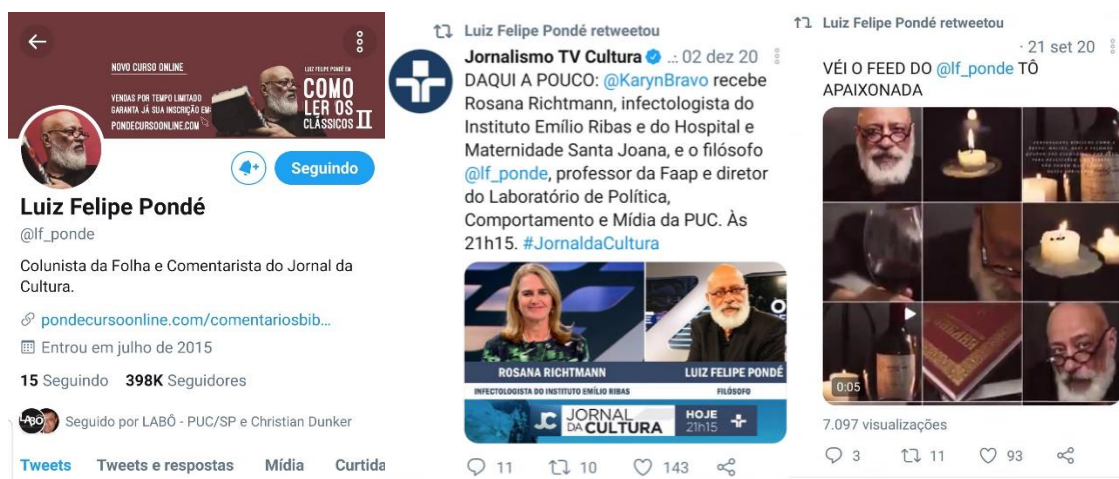 NOVO CURSO ONLINE
VENDAS POR TEMPO LIMITADO
GARANTA JÁ SUA INSCRIÇÃO EM:
PONDECURSOONLINE.COM
LUIZ FELIPE PONDÉ EM
COMO
LER OS
CLÁSSICOS II
Seguindo
Luiz Felipe Pondé
@lf_ponde
Colunista da Folha e Comentarista do Jornal da
Cultura.
pondecursoonline.com/comentariosbib...
Entrou em julho de 2015
15 Seguindo 398K Seguidores
LABÔ
Seguido por LABÔ - PUC/SP e Christian Dunker
Tweets Tweets e respostas Mídia Curtida
Luiz Felipe Pondé retweetou
Jornalismo TV Cultura .: 02 dez 20
DAQUI A POUCO: @KarynBravo recebe
Rosana Richtmann, infectologista do
Instituto Emílio Ribas e do Hospital e
Maternidade Santa Joana, e o filósofo
@lf_ponde, professor da Faap e diretor
do Laboratório de Política,
Comportamento e Mídia da PUC. Às
21h15. #JornaldaCultura
ROSANA RICHTMANN LUIZ FELIPE PONDÉ
INFECTOLOGISTA DO INSTITUTO EMÍLIO RIBAS FILÓSOFO
JC JORNAL DA CULTURA HOJE 21h15
11 10 143
Luiz Felipe Pondé retweetou
· 21 set 20
VÉI O FEED DO @lf_ponde TÔ
APAIXONADA
0:05
7.097 visualizações
3 11 93